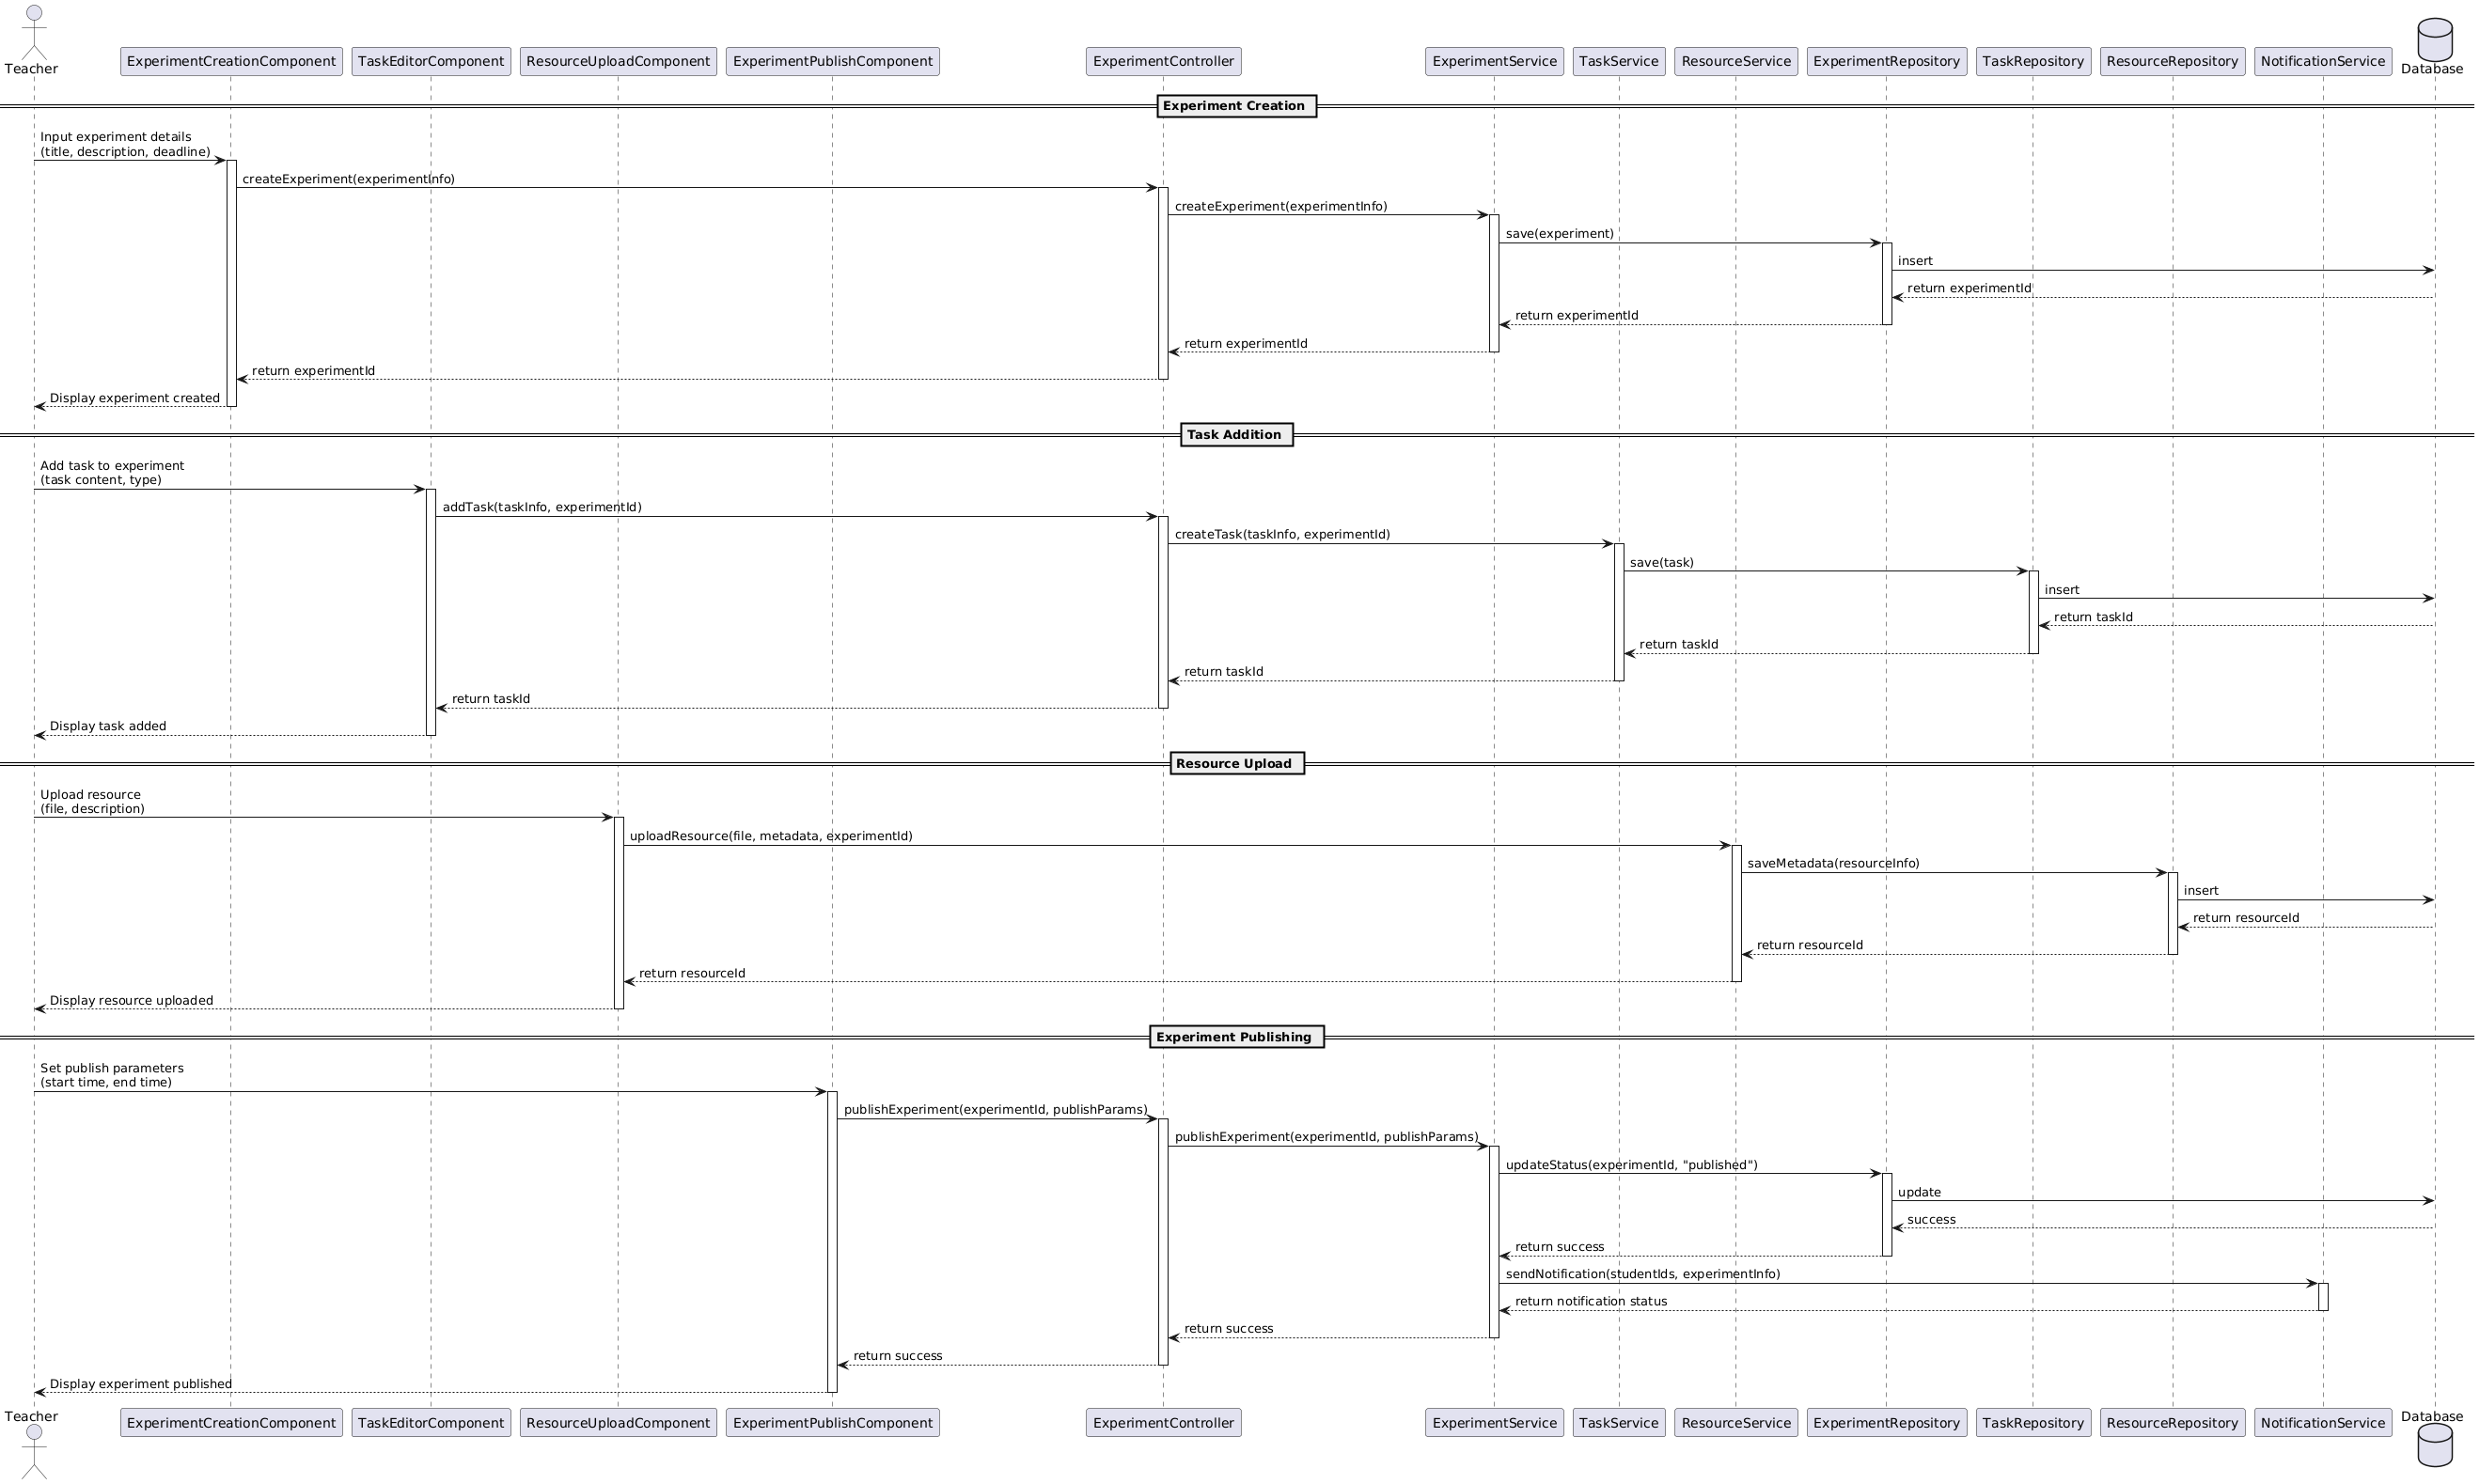 Teacher
ExperimentCreationComponent
TaskEditorComponent
ResourceUploadComponent
ExperimentPublishComponent
ExperimentController
ExperimentService
TaskService
ResourceService
ExperimentRepository
TaskRepository
ResourceRepository
NotificationService
Database
Experiment Creation
Input experiment details
(title, description, deadline)
createExperiment(experimentInfo)
createExperiment(experimentInfo)
save(experiment)
insert
return experimentId
return experimentId
return experimentId
return experimentId
Display experiment created
Task Addition
Add task to experiment
(task content, type)
addTask(taskInfo, experimentId)
createTask(taskInfo, experimentId)
save(task)
insert
return taskId
return taskId
return taskId
return taskId
Display task added
Resource Upload
Upload resource
(file, description)
uploadResource(file, metadata, experimentId)
saveMetadata(resourceInfo)
insert
return resourceId
return resourceId
return resourceId
Display resource uploaded
Experiment Publishing
Set publish parameters
(start time, end time)
publishExperiment(experimentId, publishParams)
publishExperiment(experimentId, publishParams)
updateStatus(experimentId, "published")
update
success
return success
sendNotification(studentIds, experimentInfo)
return notification status
return success
return success
Display experiment published
Teacher
ExperimentCreationComponent
TaskEditorComponent
ResourceUploadComponent
ExperimentPublishComponent
ExperimentController
ExperimentService
TaskService
ResourceService
ExperimentRepository
TaskRepository
ResourceRepository
NotificationService
Database